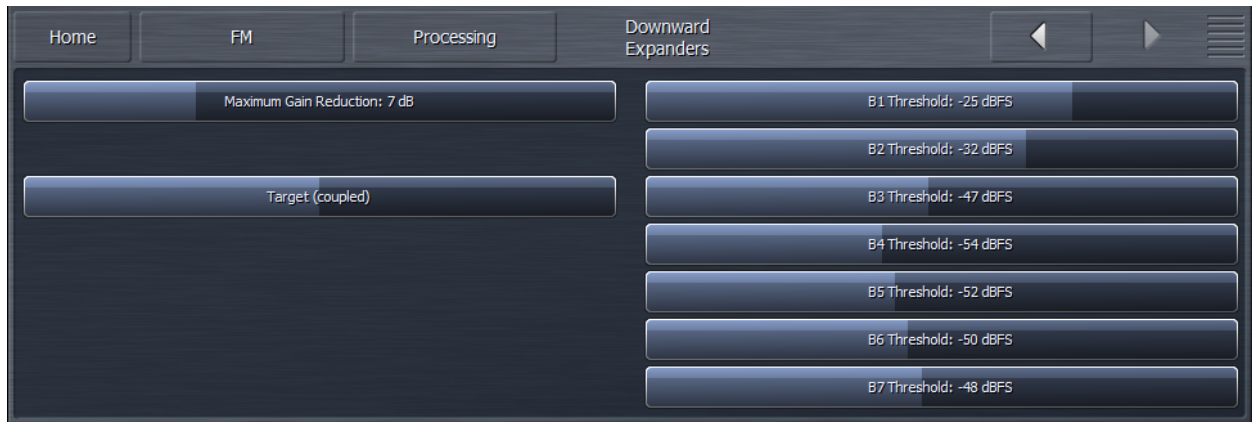 Home
FM
Processing
Downward
Expanders
Maximum Gain Reduction: 7 dB
Target (coupled)
B1 Threshold: -25 dBFS
B2 Threshold: -32 dBFS
B3 Threshold: -47 dBFS
B4 Threshold: -54 dBFS
B5 Threshold: -52 dBFS
B6 Threshold: -50 dBFS
B7 Threshold: -48 dBFS